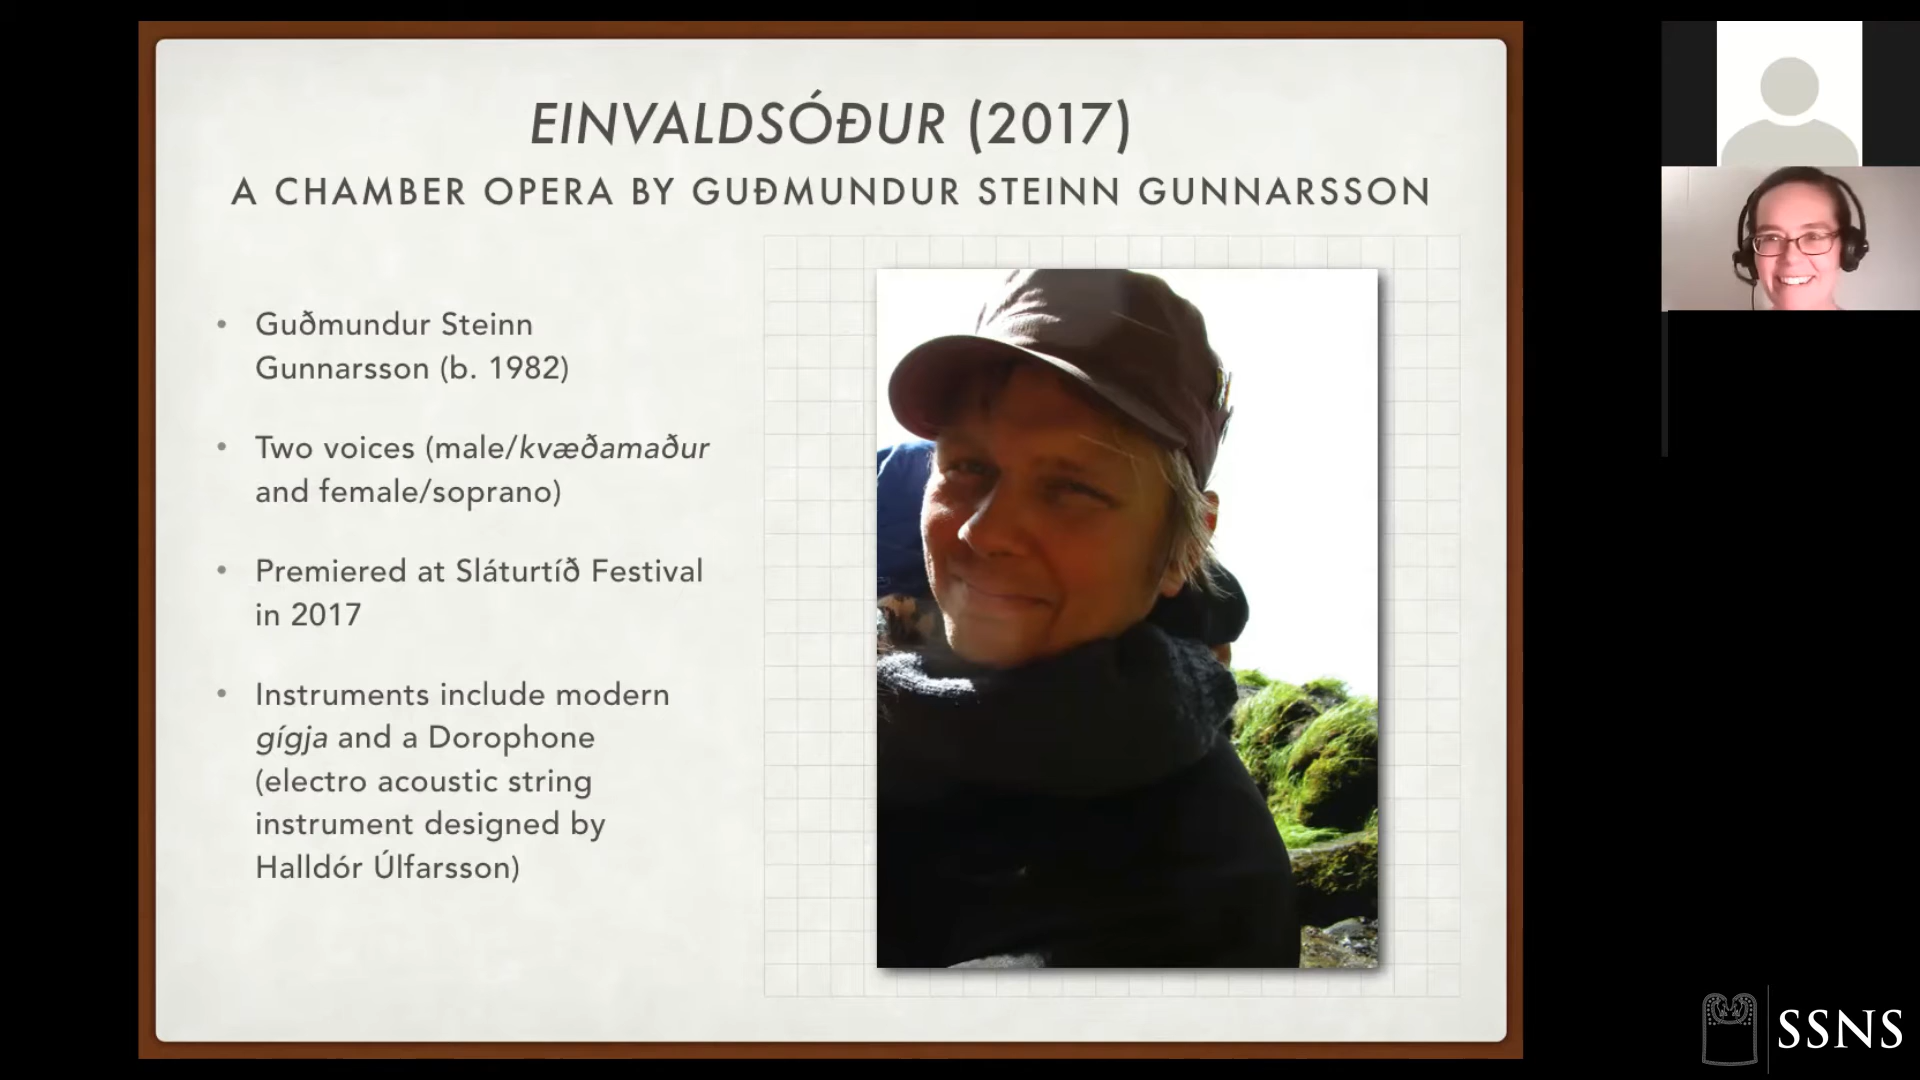 EINVALDSÓÐUR (2017)
A CHAMBER OPERA BY GUÐMUNDUR STEINN GUNNARSSON
• Guðmundur Steinn
Gunnarsson (b. 1982)
• Two voices (male/kvæðamaður
and female/soprano)
• Premiered at Sláturtíð Festival
in 2017
• Instruments include modern
gígja and a Dorophone
(electro acoustic string
instrument designed by
Halldór Úlfarsson)
SSNS